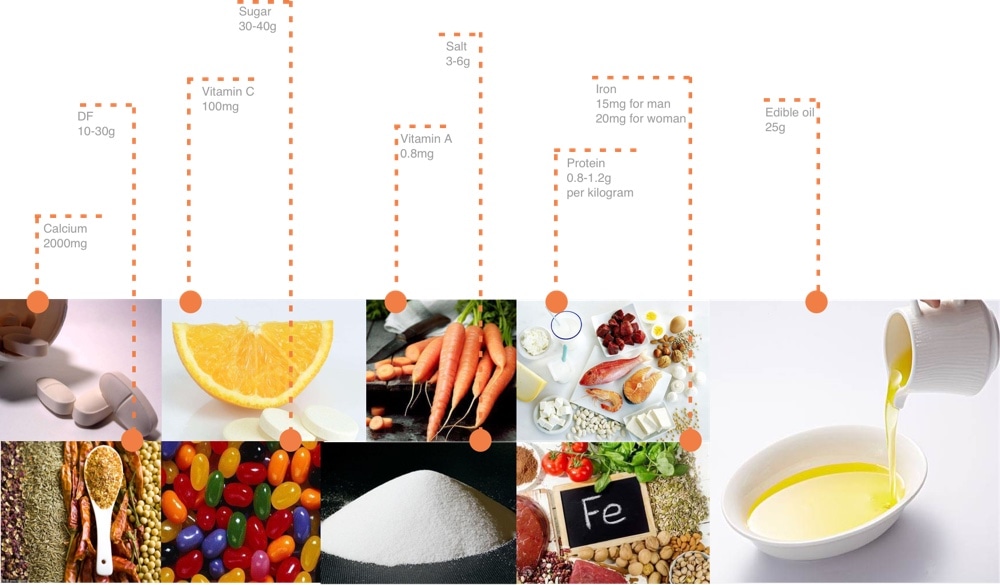 Sugar
30-40g
Salt
3-6g
Vitamin C
100mg
Iron
15mg for man
20mg for woman
DF
10-30g
Edible oil
25g
Vitamin A
0.8mg
Protein
0.8-1.2g
per kilogram
Calcium
2000mg
Fe